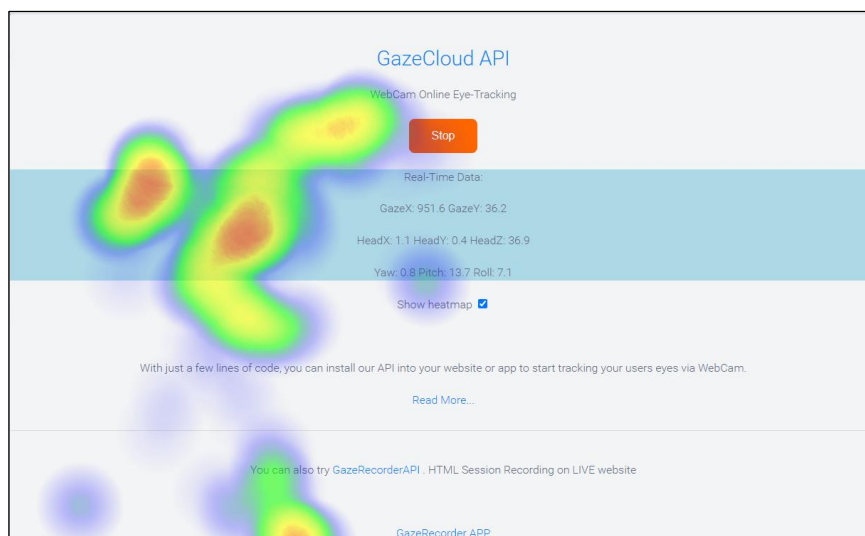 GazeCloud API
WebCam Online Eye-Tracking
Stop
Real-Time Data:
GazeX: 951.6 GazeY: 36.2
HeadX: 1.1 HeadY: 0.4 HeadZ: 36.9
Yaw: 0.8 Pitch: 13.7 Roll: 7.1
Show heatmap
With just a few lines of code, you can install our API into your website or app to start tracking your users eyes via WebCam.
Read More...
You can also try GazeRecorderAPI . HTML Session Recording on LIVE website
GazeRecorder APP